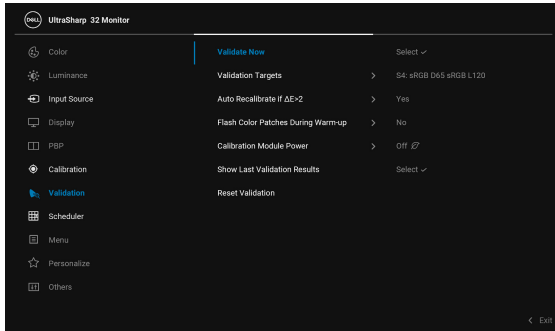 DELL UltraSharp 32 Monitor
Color
Validate Now Select
Luminance
Validation Targets S4: sRGB D65 sRGB L120
Input Source
Auto Recalibrate if ΔE>2 Yes
Display
Flash Color Patches During Warm-up No
PBP
Calibration Module Power Off
Calibration
Show Last Validation Results Select
Validation
Reset Validation
Scheduler
Menu
Personalize
Others
Exit